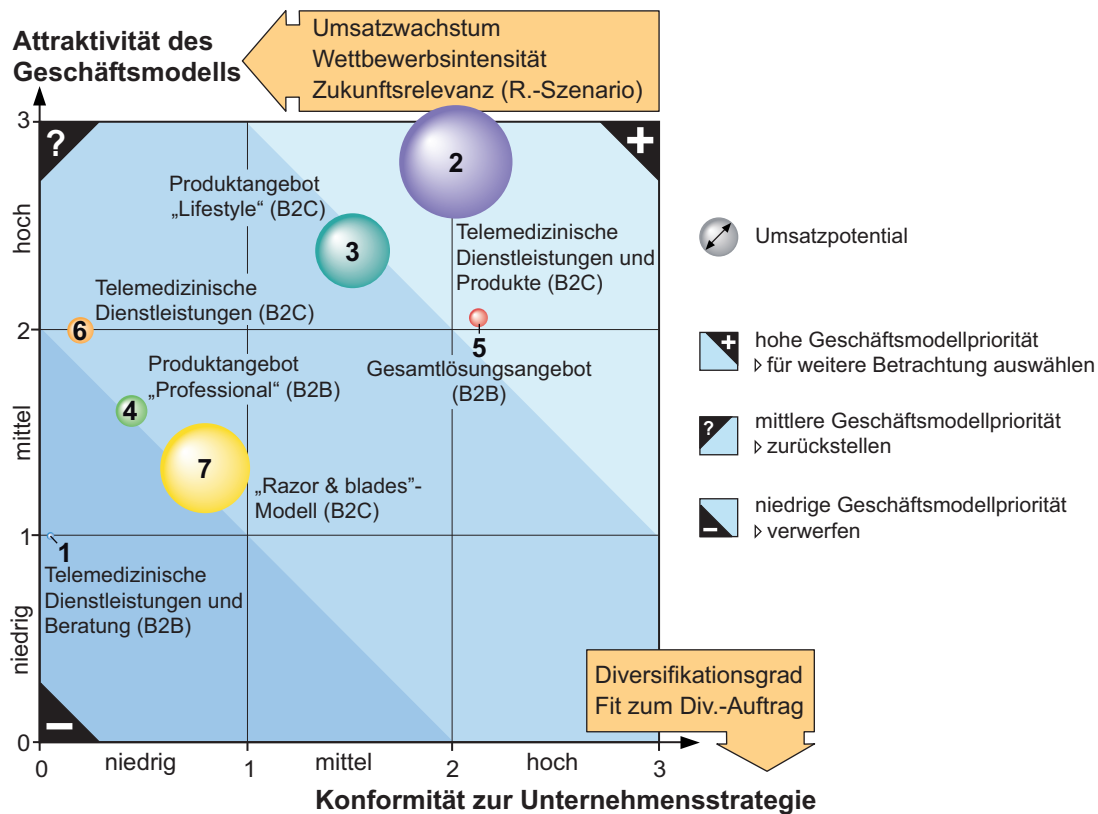 Attraktivität des
Geschäftsmodells
Umsatzwachstum
Wettbewerbsintensität
Zukunftsrelevanz (R.-Szenario)
3
?
+
2
Produktangebot
„Lifestyle“ (B2C)
3
hoch
Telemedizinische
Dienstleistungen und
Produkte (B2C)
Telemedizinische
Dienstleistungen (B2C)
2
6
5
Gesamtlösungsangebot
(B2B)
Produktangebot
„Professional“ (B2B)
4
mittel
7
„Razor & blades”-
Modell (B2C)
1
1
Telemedizinische
Dienstleistungen und
Beratung (B2B)
niedrig
–
0
0
niedrig
1
mittel
2
hoch
3
Diversifikationsgrad
Fit zum Div.-Auftrag
Konformität zur Unternehmensstrategie
Umsatzpotential
+
hohe Geschäftsmodellpriorität
▹ für weitere Betrachtung auswählen
?
mittlere Geschäftsmodellpriorität
▹ zurückstellen
–
niedrige Geschäftsmodellpriorität
▹ verwerfen